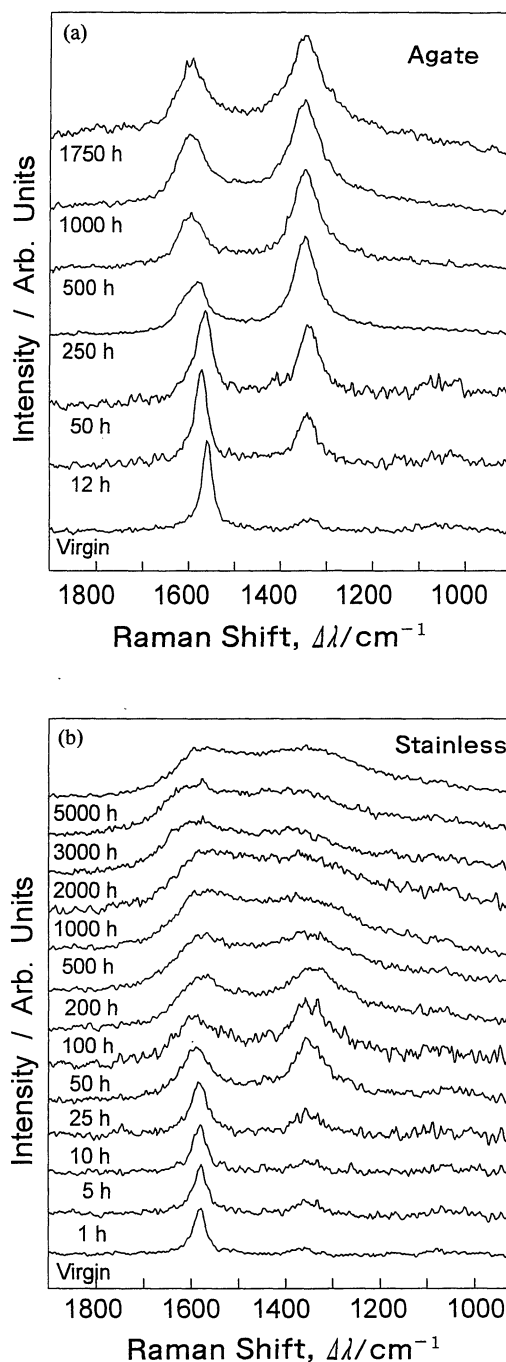 (a)
Agate
1750 h
1000 h
500 h
250 h
50 h
12 h
Virgin
Intensity / Arb. Units
1800 1600 1400 1200 1000
Raman Shift, Δλ/cm⁻¹
(b)
Stainless
5000 h
3000 h
2000 h
1000 h
500 h
200 h
100 h
50 h
25 h
10 h
5 h
1 h
Virgin
Intensity / Arb. Units
1800 1600 1400 1200 1000
Raman Shift, Δλ/cm⁻¹